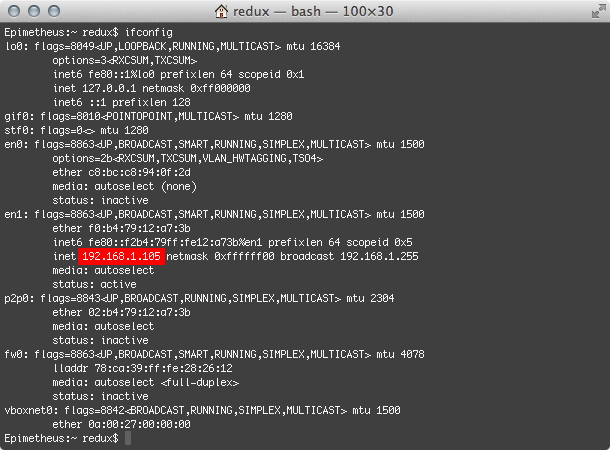 redux — bash — 100×30
Epimetheus:~ redux$ ifconfig
lo0: flags=8049<UP,LOOPBACK,RUNNING,MULTICAST> mtu 16384
options=3<RXCSUM,TXCSUM>
inet6 fe80::1%lo0 prefixlen 64 scopeid 0x1
inet 127.0.0.1 netmask 0xff000000
inet6 ::1 prefixlen 128
gif0: flags=8010<POINTOPOINT,MULTICAST> mtu 1280
stf0: flags=0<> mtu 1280
en0: flags=8863<UP,BROADCAST,SMART,RUNNING,SIMPLEX,MULTICAST> mtu 1500
options=2b<RXCSUM,TXCSUM,VLAN_HWTAGGING,TSO4>
ether c8:bc:c8:94:0f:2d
media: autoselect (none)
status: inactive
en1: flags=8863<UP,BROADCAST,SMART,RUNNING,SIMPLEX,MULTICAST> mtu 1500
ether f0:b4:79:12:a7:3b
inet6 fe80::f2b4:79ff:fe12:a73b%en1 prefixlen 64 scopeid 0x5
inet 192.168.1.105 netmask 0xffffff00 broadcast 192.168.1.255
media: autoselect
status: active
p2p0: flags=8843<UP,BROADCAST,RUNNING,SIMPLEX,MULTICAST> mtu 2304
ether 02:b4:79:12:a7:3b
media: autoselect
status: inactive
fw0: flags=8863<UP,BROADCAST,SMART,RUNNING,SIMPLEX,MULTICAST> mtu 4078
lladdr 78:ca:39:ff:fe:28:26:12
media: autoselect <full-duplex>
status: inactive
vboxnet0: flags=8842<BROADCAST,RUNNING,SIMPLEX,MULTICAST> mtu 1500
ether 0a:00:27:00:00:00
Epimetheus:~ redux$